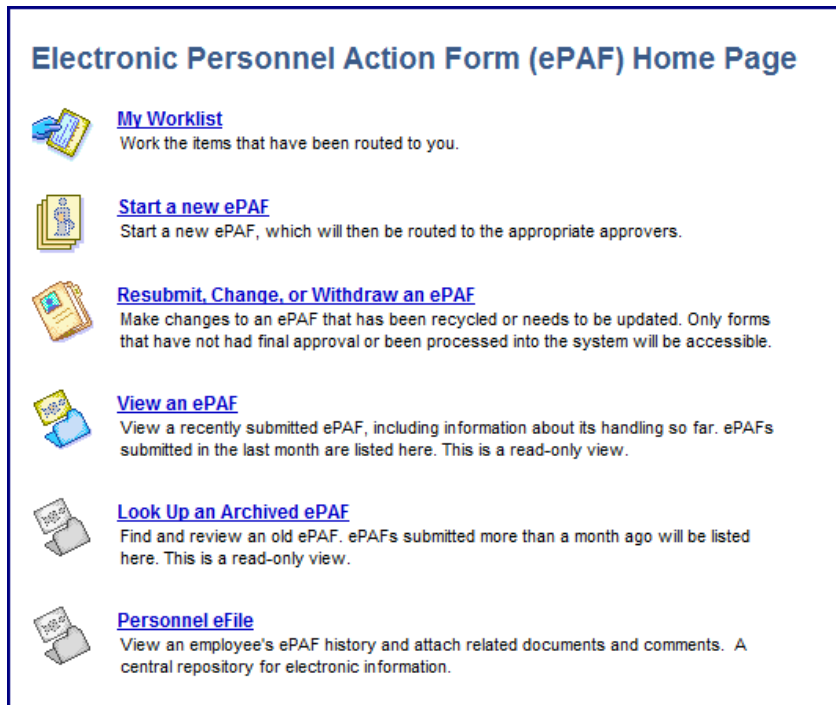 Electronic Personnel Action Form (ePAF) Home Page
My Worklist
Work the items that have been routed to you.
Start a new ePAF
Start a new ePAF, which will then be routed to the appropriate approvers.
Resubmit, Change, or Withdraw an ePAF
Make changes to an ePAF that has been recycled or needs to be updated. Only forms
that have not had final approval or been processed into the system will be accessible.
View an ePAF
View a recently submitted ePAF, including information about its handling so far. ePAFs
submitted in the last month are listed here. This is a read-only view.
Look Up an Archived ePAF
Find and review an old ePAF. ePAFs submitted more than a month ago will be listed
here. This is a read-only view.
Personnel eFile
View an employee's ePAF history and attach related documents and comments. A
central repository for electronic information.